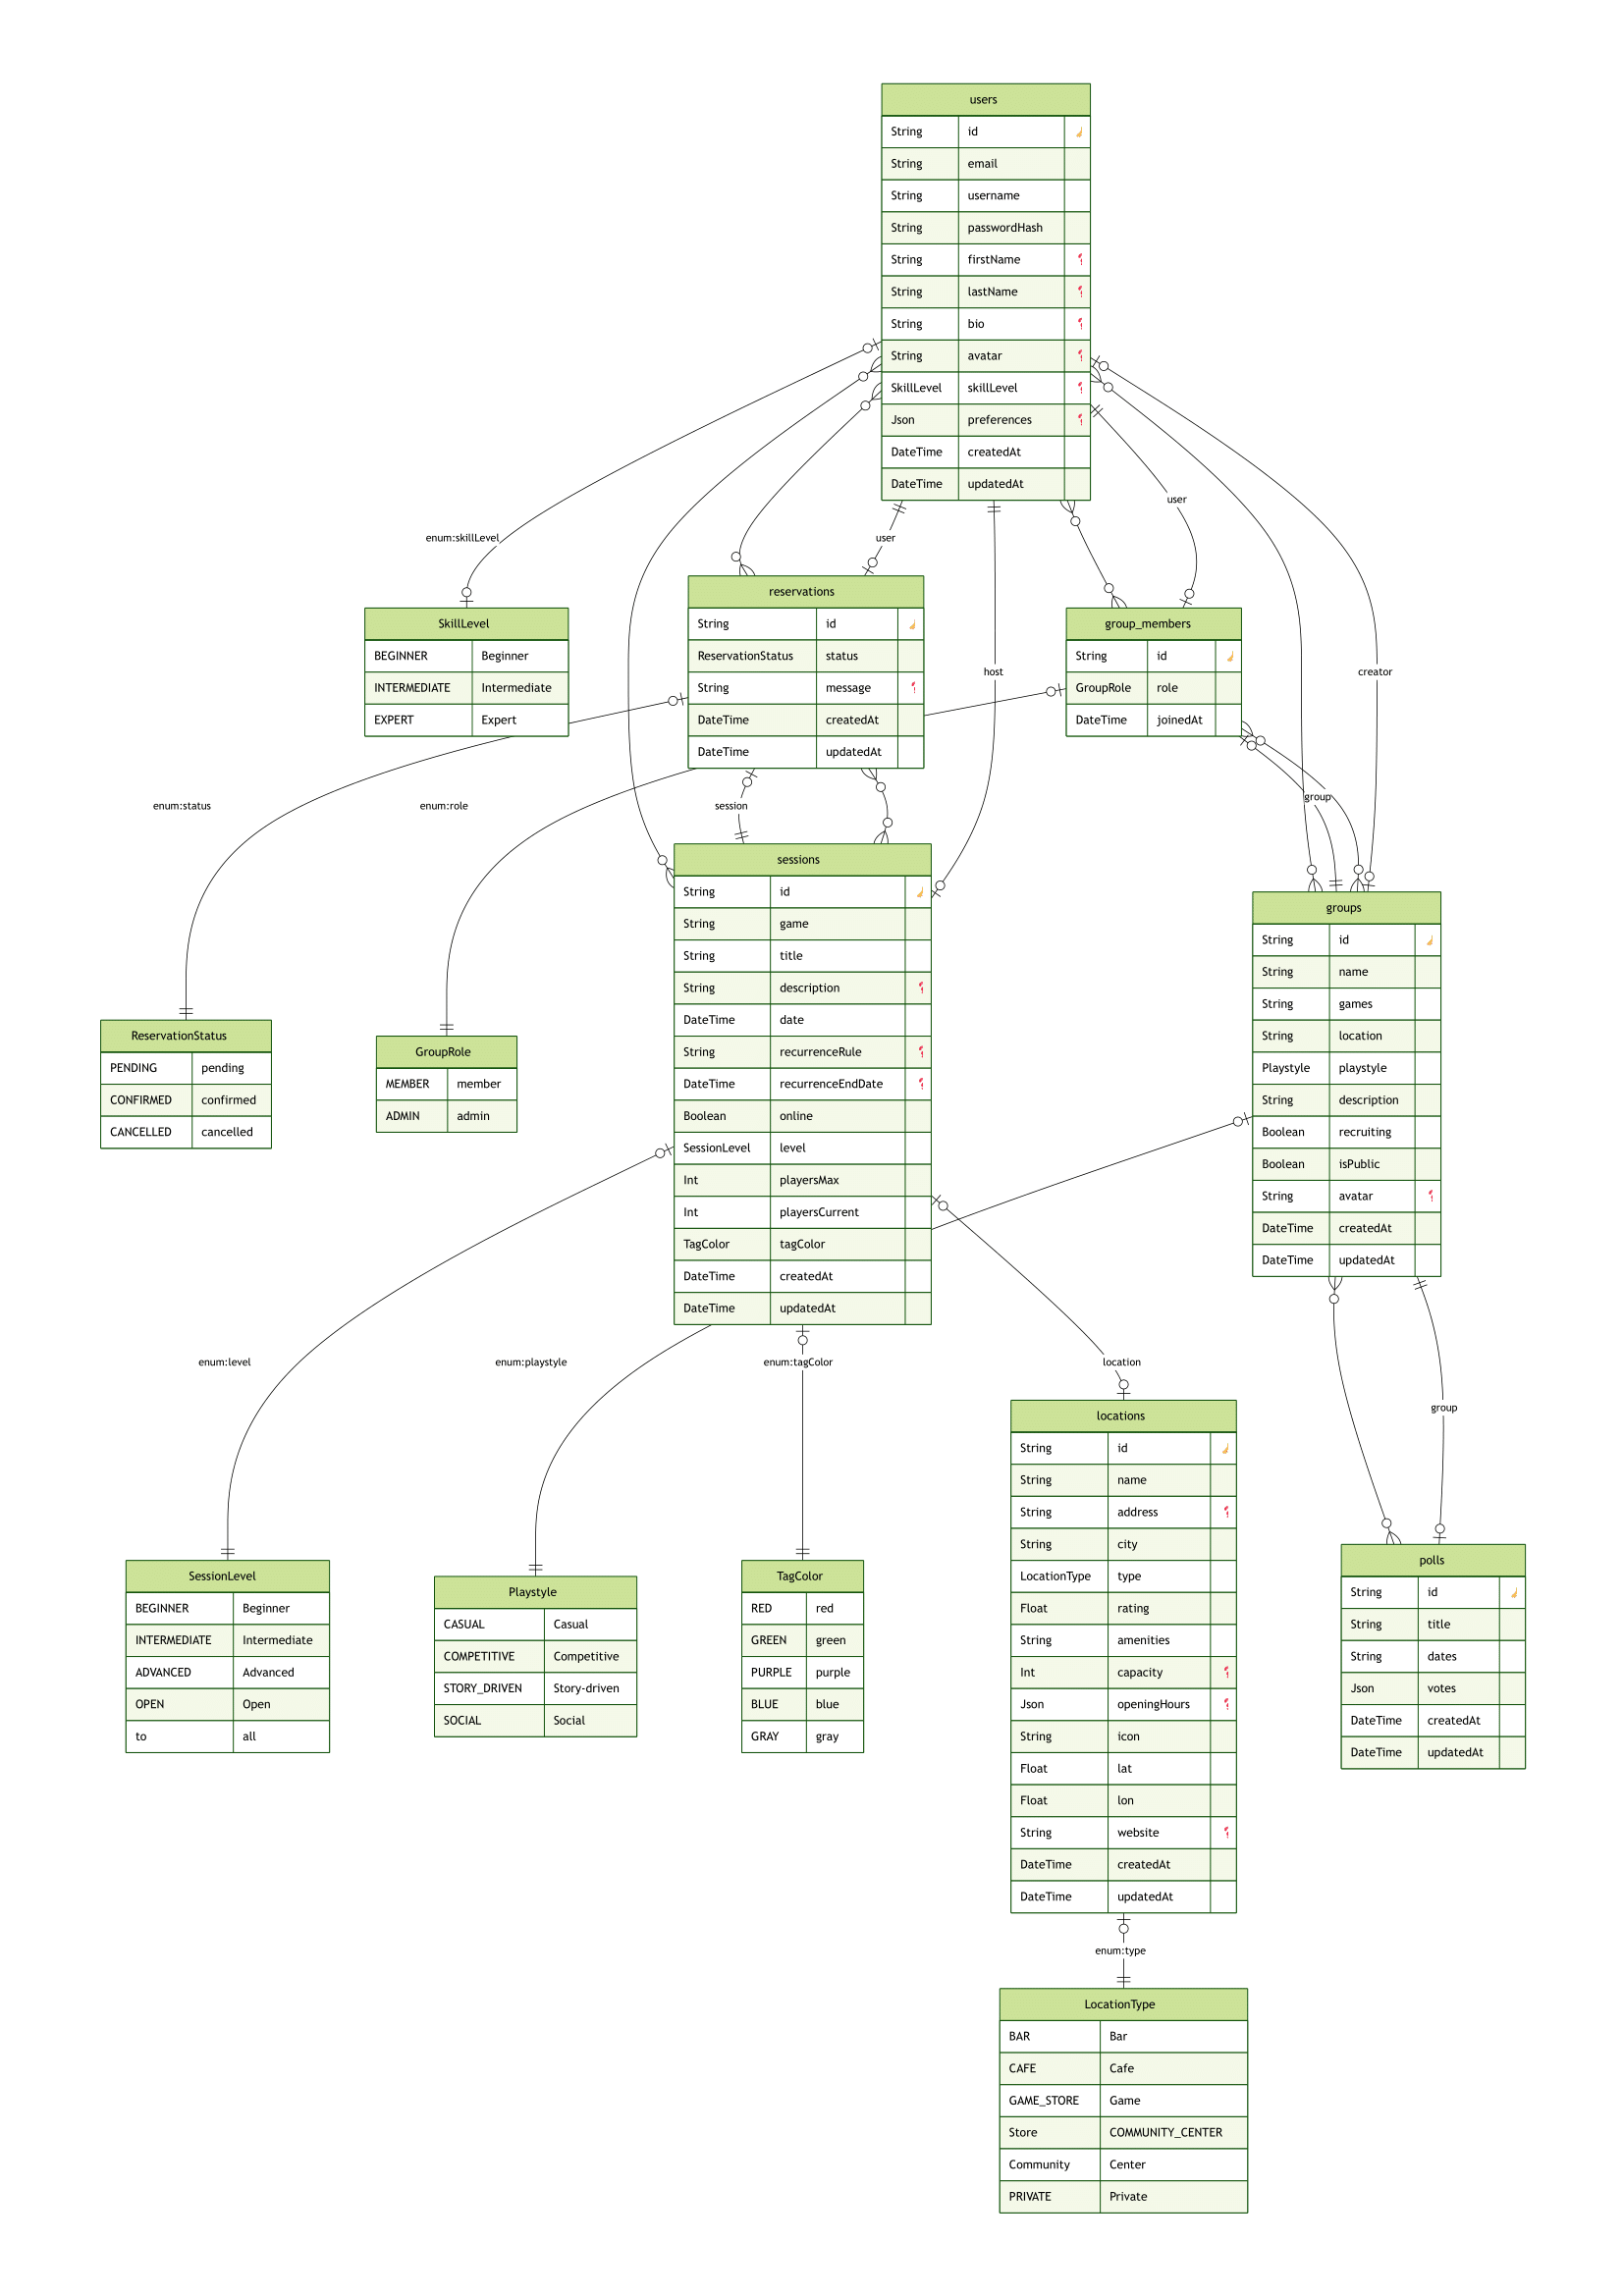 users
String id
String email
String username
String passwordHash
String firstName
String lastName
String bio
String avatar
SkillLevel skillLevel
Json preferences
DateTime createdAt
DateTime updatedAt
user
enum:skillLevel
user
reservations
String id
ReservationStatus status
String message
DateTime createdAt
DateTime updatedAt
SkillLevel
BEGINNER Beginner
INTERMEDIATE Intermediate
EXPERT Expert
group_members
String id
GroupRole role
DateTime joinedAt
host
creator
enum:status
enum:role
session
group
sessions
String id
String game
String title
String description
DateTime date
String recurrenceRule
DateTime recurrenceEndDate
Boolean online
SessionLevel level
Int playersMax
Int playersCurrent
TagColor tagColor
DateTime createdAt
DateTime updatedAt
groups
String id
String name
String games
String location
Playstyle playstyle
String description
Boolean recruiting
Boolean isPublic
String avatar
DateTime createdAt
DateTime updatedAt
ReservationStatus
PENDING pending
CONFIRMED confirmed
CANCELLED cancelled
GroupRole
MEMBER member
ADMIN admin
enum:level
enum:playstyle
enum:tagColor
location
group
locations
String id
String name
String address
String city
LocationType type
Float rating
String amenities
Int capacity
Json openingHours
String icon
Float lat
Float lon
String website
DateTime createdAt
DateTime updatedAt
polls
String id
String title
String dates
Json votes
DateTime createdAt
DateTime updatedAt
SessionLevel
BEGINNER Beginner
INTERMEDIATE Intermediate
ADVANCED Advanced
OPEN Open
to all
Playstyle
CASUAL Casual
COMPETITIVE Competitive
STORY_DRIVEN Story-driven
SOCIAL Social
TagColor
RED red
GREEN green
PURPLE purple
BLUE blue
GRAY gray
enum:type
LocationType
BAR Bar
CAFE Cafe
GAME_STORE Game
Store COMMUNITY_CENTER
Community Center
PRIVATE Private